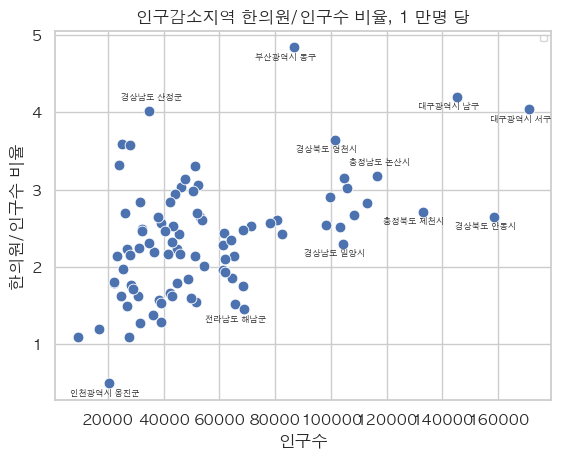 인구감소지역 한의원/인구수 비율, 1 만명 당
한의원/인구수 비율
5
4
3
2
1
부산광역시 동구
경상남도 산청군
대구광역시 남구
대구광역시 서구
경상북도 영천시
충청남도 논산시
충청북도 제천시
경상북도 안동시
경상남도 밀양시
전라남도 해남군
인천광역시 옹진군
20000 40000 60000 80000 100000 120000 140000 160000
인구수